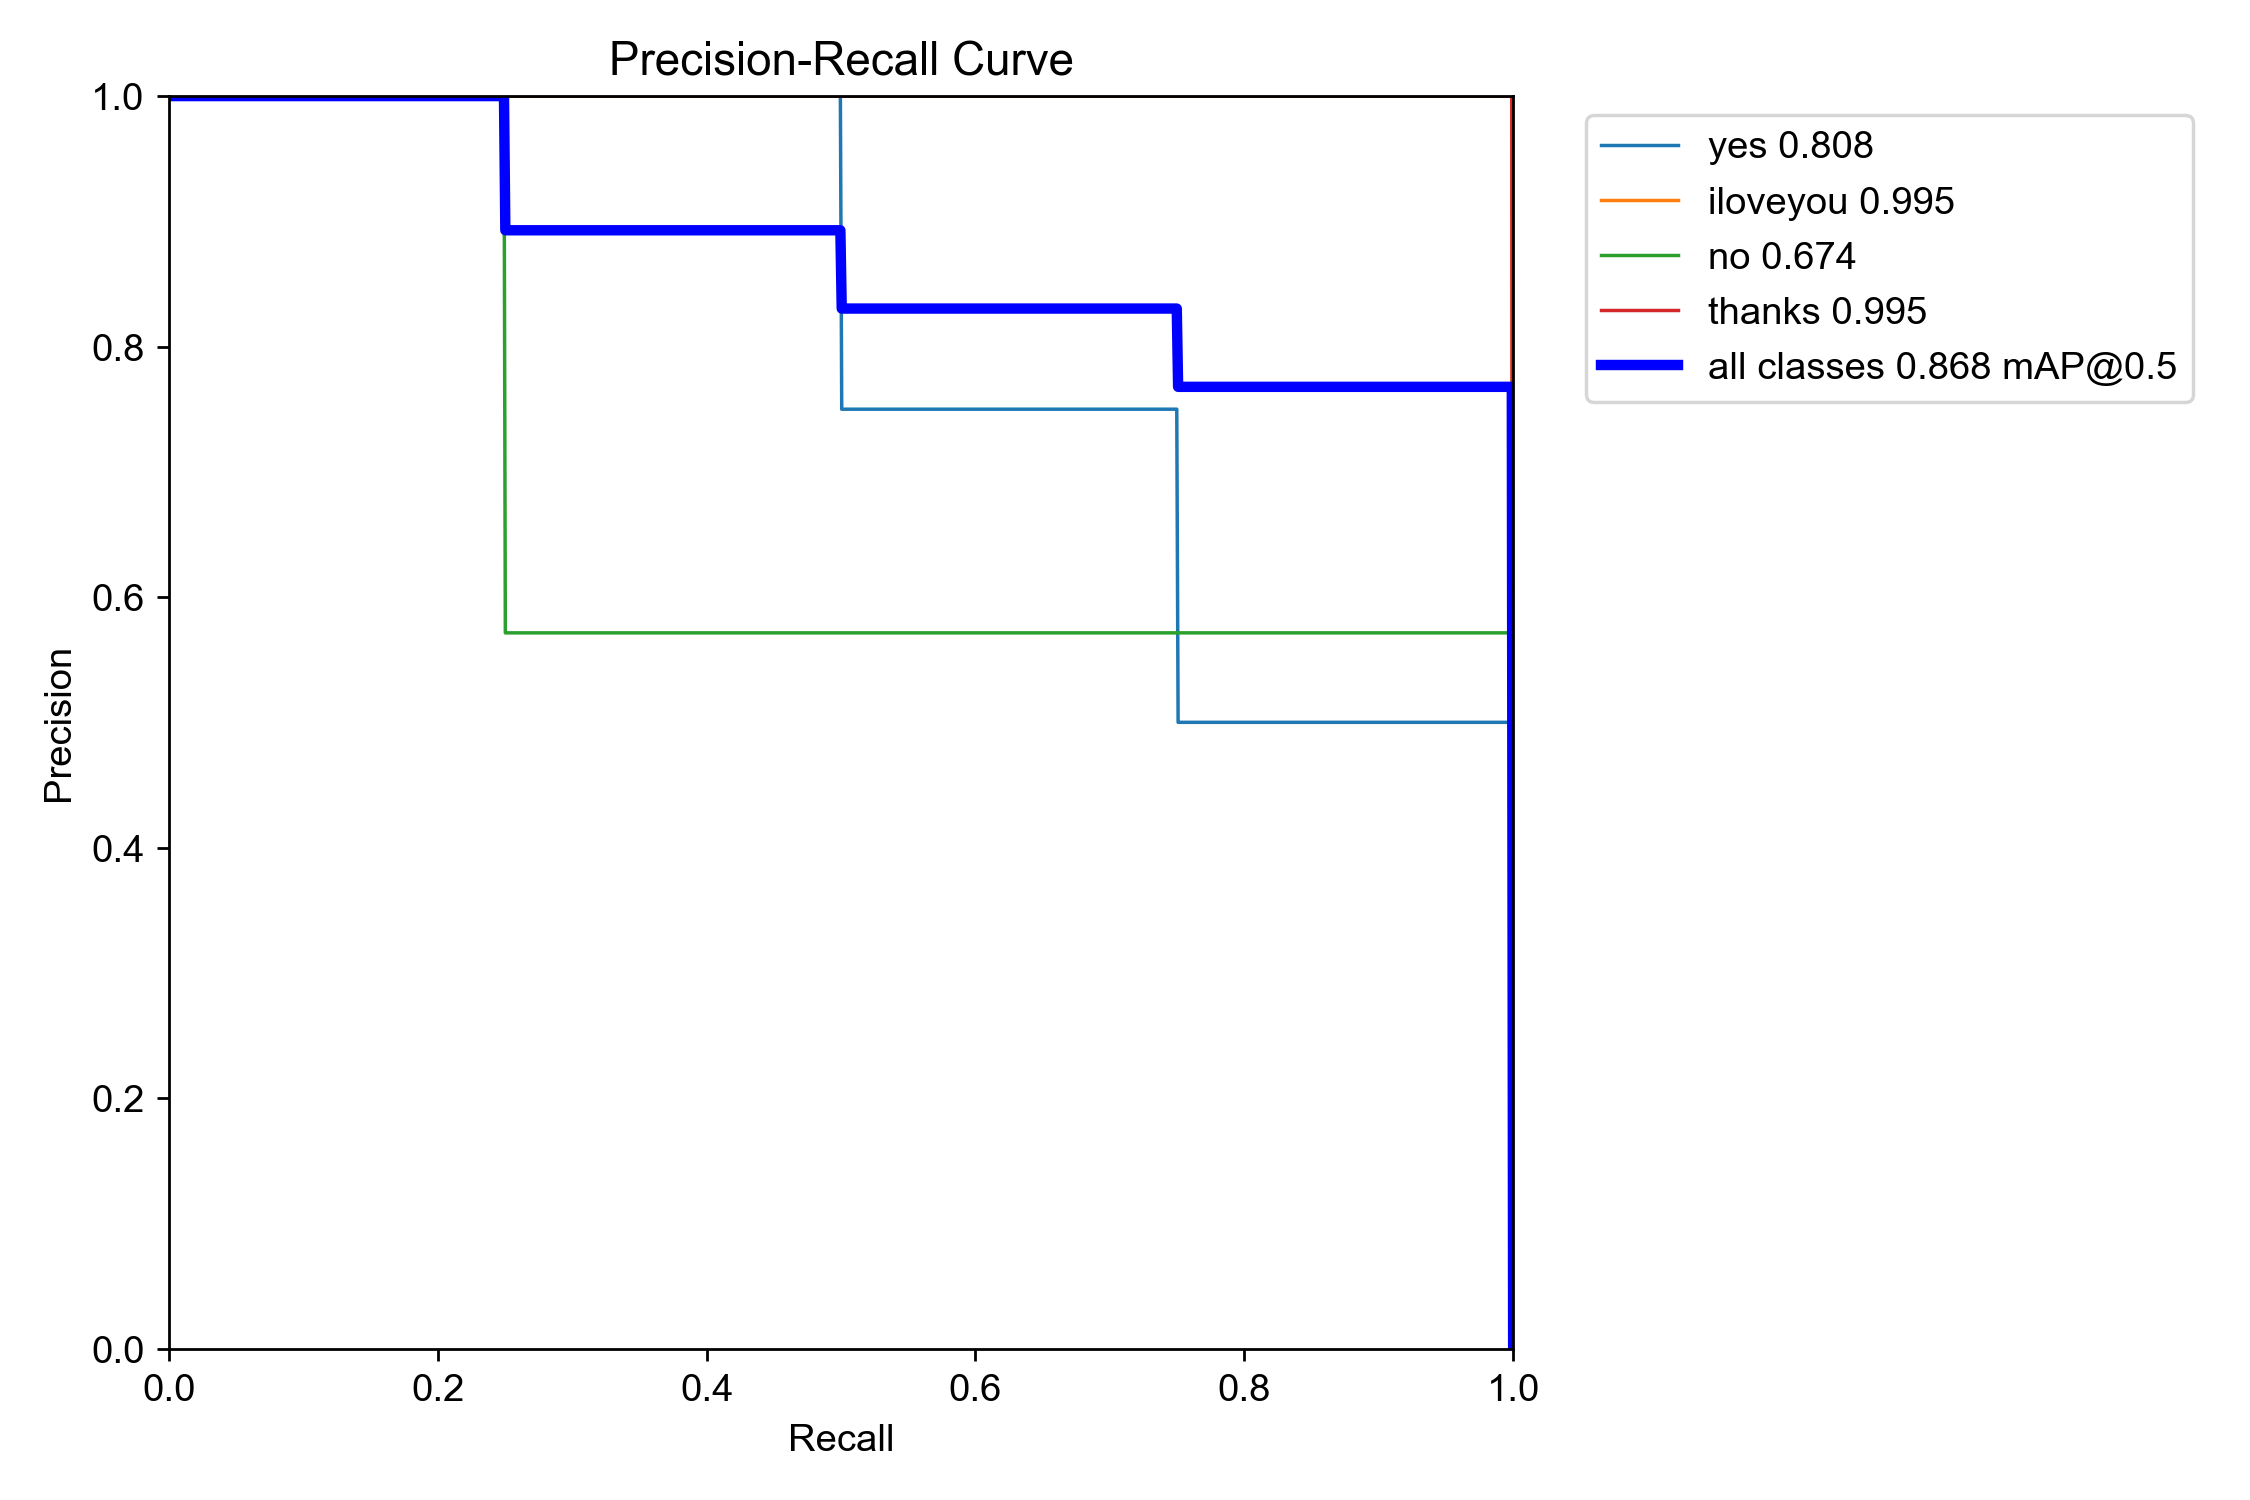 Precision-Recall Curve
1.0
0.8
0.6
0.4
0.2
0.0
Precision
0.0 0.2 0.4 0.6 0.8 1.0
Recall
yes 0.808
iloveyou 0.995
no 0.674
thanks 0.995
all classes 0.868 mAP@0.5